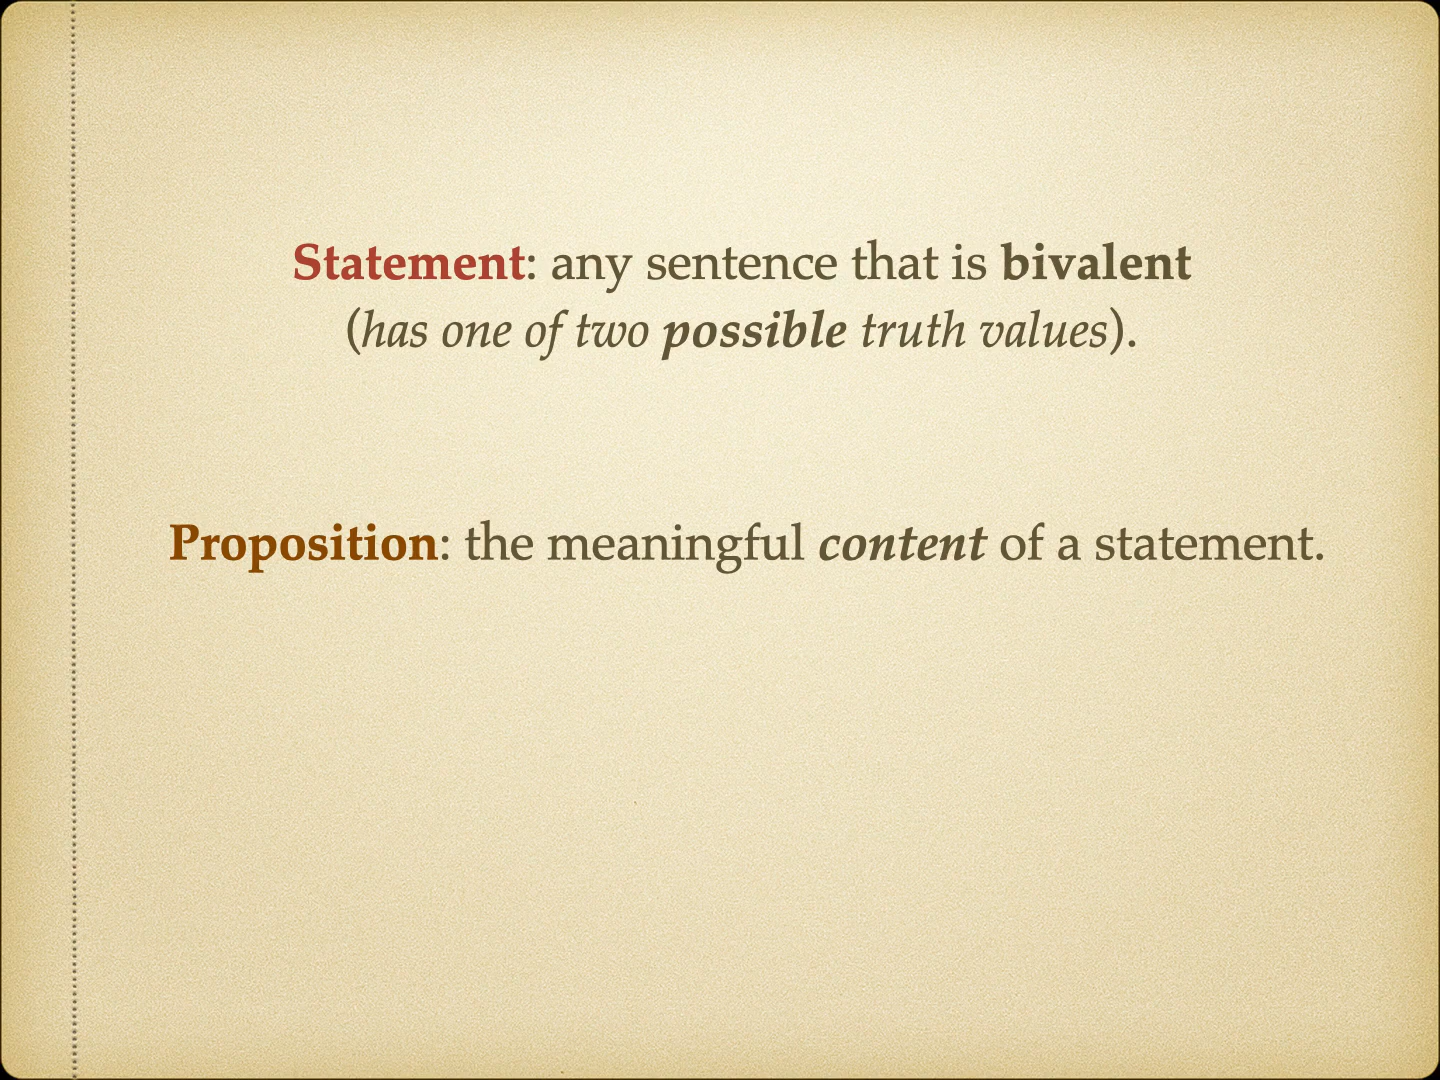 Statement: any sentence that is bivalent
(has one of two possible truth values).
Proposition: the meaningful content of a statement.